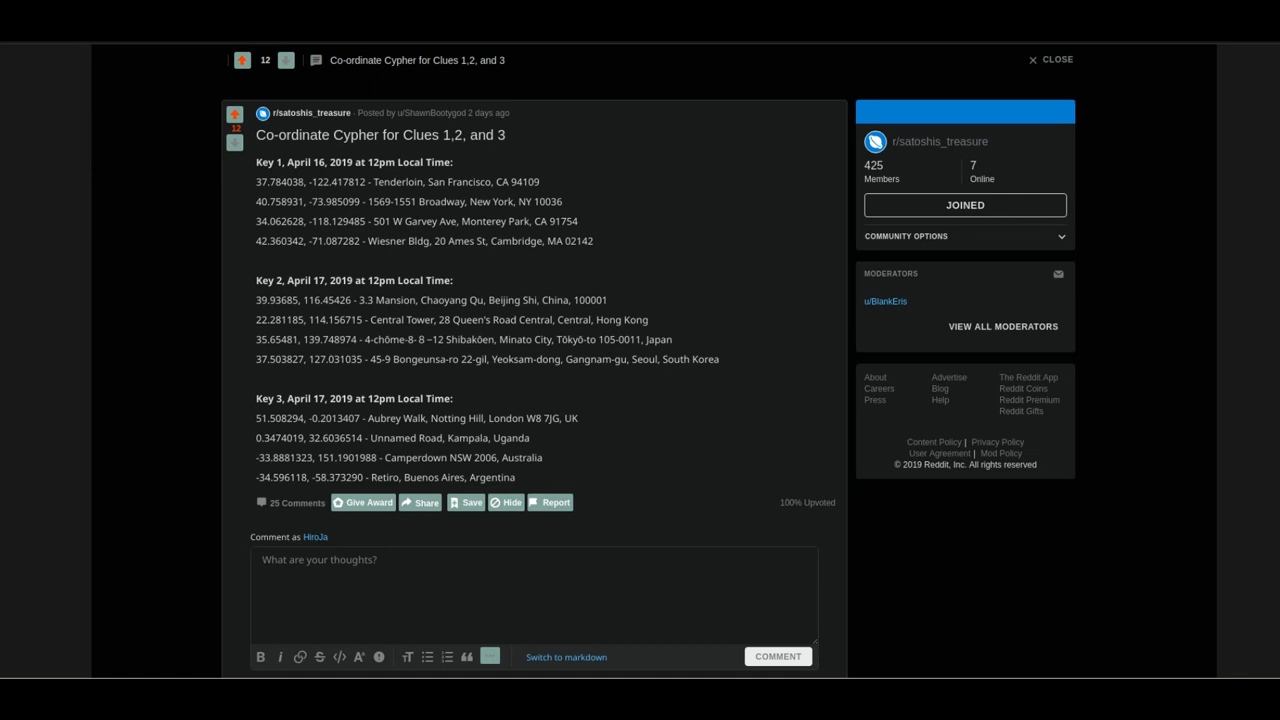 12 Co-ordinate Cypher for Clues 1,2, and 3
CLOSE
r/satoshis_treasure · Posted by u/ShawnBootygod 2 days ago
12
Co-ordinate Cypher for Clues 1,2, and 3
Key 1, April 16, 2019 at 12pm Local Time:
37.784038, -122.417812 - Tenderloin, San Francisco, CA 94109
40.758931, -73.985099 - 1569-1551 Broadway, New York, NY 10036
34.062628, -118.129485 - 501 W Garvey Ave, Monterey Park, CA 91754
42.360342, -71.087282 - Wiesner Bldg, 20 Ames St, Cambridge, MA 02142
Key 2, April 17, 2019 at 12pm Local Time:
39.93685, 116.45426 - 3.3 Mansion, Chaoyang Qu, Beijing Shi, China, 100001
22.281185, 114.156715 - Central Tower, 28 Queen's Road Central, Central, Hong Kong
35.65481, 139.748974 - 4-chōme-8- 8 −12 Shibakōen, Minato City, Tōkyō-to 105-0011, Japan
37.503827, 127.031035 - 45-9 Bongeunsa-ro 22-gil, Yeoksam-dong, Gangnam-gu, Seoul, South Korea
Key 3, April 17, 2019 at 12pm Local Time:
51.508294, -0.2013407 - Aubrey Walk, Notting Hill, London W8 7JG, UK
0.3474019, 32.6036514 - Unnamed Road, Kampala, Uganda
-33.8881323, 151.1901988 - Camperdown NSW 2006, Australia
-34.596118, -58.373290 - Retiro, Buenos Aires, Argentina
25 Comments Give Award Share Save Hide Report 100% Upvoted
Comment as HiroJa
What are your thoughts?
B i S </> A Switch to markdown COMMENT
r/satoshis_treasure
425 7
Members Online
JOINED
COMMUNITY OPTIONS
MODERATORS
u/BlankEris
VIEW ALL MODERATORS
About Advertise The Reddit App
Careers Blog Reddit Coins
Press Help Reddit Premium
Reddit Gifts
Content Policy | Privacy Policy
User Agreement | Mod Policy
© 2019 Reddit, Inc. All rights reserved